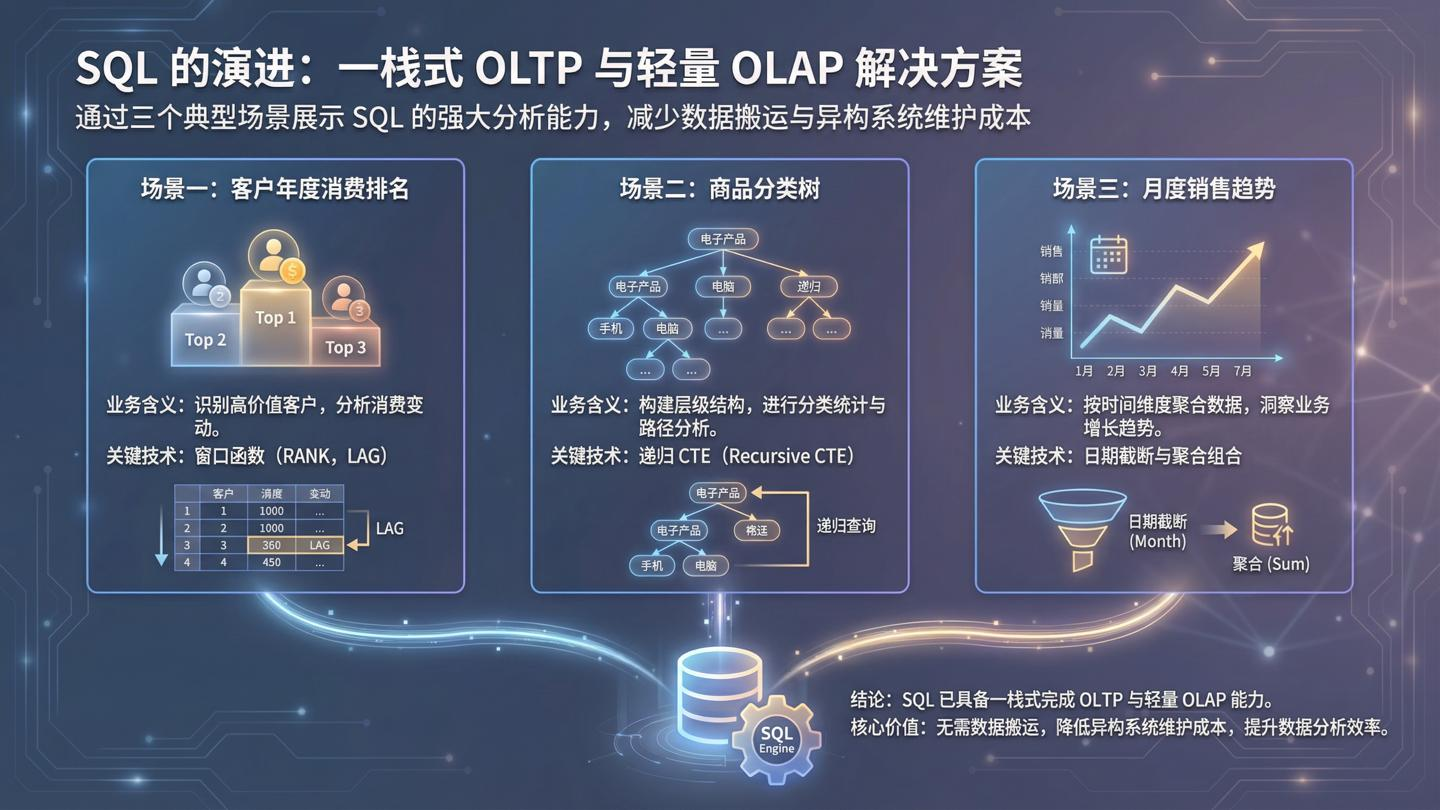 SQL 的演进：一栈式 OLTP 与轻量 OLAP 解决方案
通过三个典型场景展示 SQL 的强大分析能力，减少数据搬运与异构系统维护成本
场景一：客户年度消费排名
2
$
3
Top 2
Top 1
Top 3
业务含义：识别高价值客户，分析消费变
动。
关键技术：窗口函数（RANK，LAG）
客户 涓度 变动
1 1 1000 ...
2 2 1000 ...
3 3 360 LAG
4 4 450 ...
LAG
场景二：商品分类树
电子产品
电子产品 电脑 递归
手机 电脑 ... ... ...
... ...
业务含义：构建层级结构，进行分类统计与
路径分析。
关键技术：递归 CTE（Recursive CTE）
电子产品
电子产品
手机 电脑
递归查询
场景三：月度销售趋势
销售
销量
1月 2月 3月 4月 5月 7月
业务含义：按时间维度聚合数据，洞察业务
增长趋势。
关键技术：日期截断与聚合组合
日期截断
(Month)
聚合 (Sum)
SQL
Engine
结论：SQL 已具备一栈式完成 OLTP 与轻量 OLAP 能力。
核心价值：无需数据搬运，降低异构系统维护成本，提升数据分析效率。